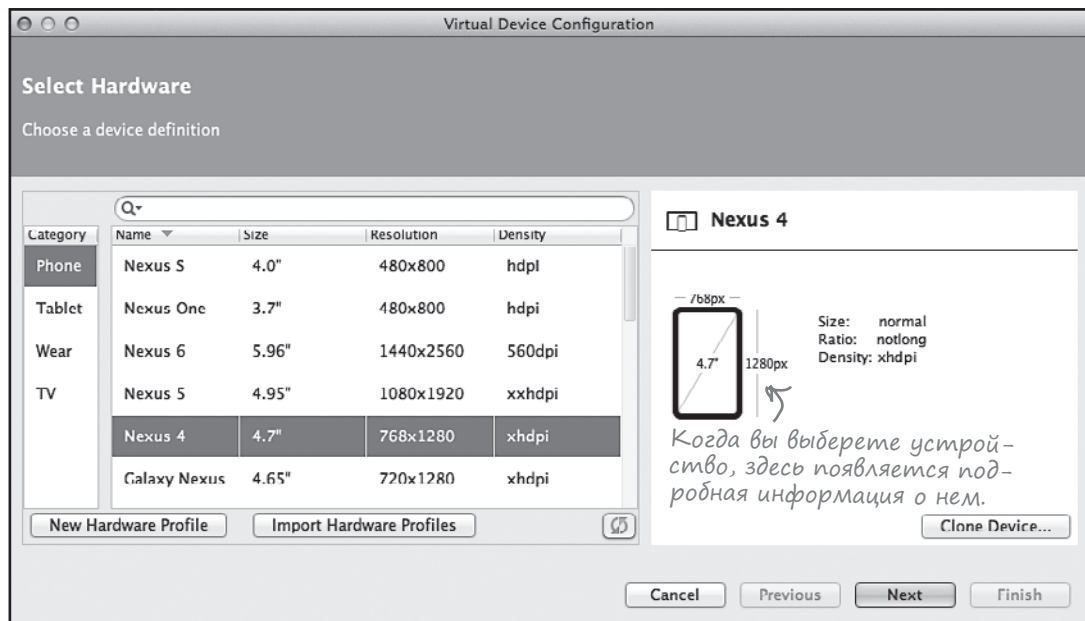 Virtual Device Configuration
Select Hardware
Choose a device definition
Category Name Size Resolution Density
Phone Nexus S 4.0" 480x800 hdpi
Tablet Nexus One 3.7" 480x800 hdpi
Wear Nexus 6 5.96" 1440x2560 560dpi
TV Nexus 5 4.95" 1080x1920 xxhdpi
Nexus 4 4.7" 768x1280 xhdpi
Galaxy Nexus 4.65" 720x1280 xhdpi
New Hardware Profile Import Hardware Profiles
Nexus 4
768px
4.7"
1280px
Size: normal
Ratio: notlong
Density: xhdpi
Когда вы выберете устрой-
ство, здесь появляется под-
робная информация о нем.
Clone Device...
Cancel Previous Next Finish